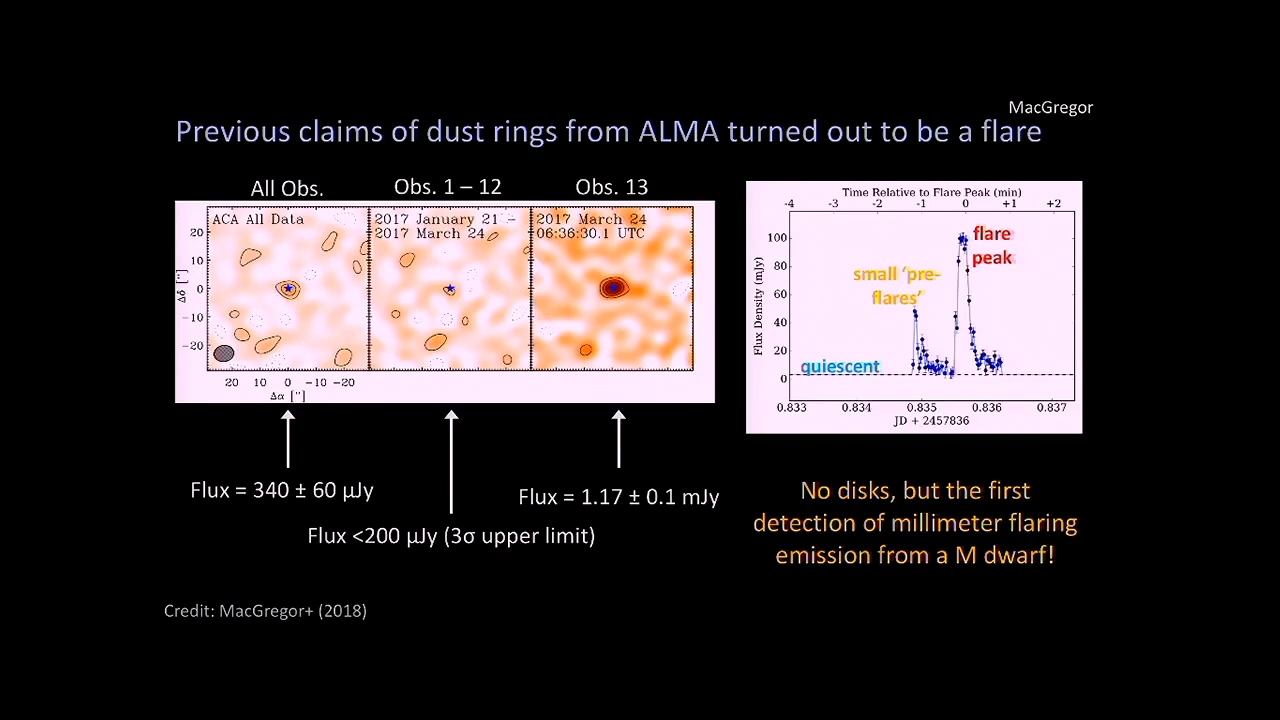 MacGregor
Previous claims of dust rings from ALMA turned out to be a flare
All Obs.
Obs. 1 – 12
Obs. 13
ACA All Data
2017 January 21 –
2017 March 24
2017 March 24
06:36:30.1 UTC
20
10
0
−10
−20
Δδ ["]
20 10 0 −10 −20
Δα ["]
Time Relative to Flare Peak (min)
-4 -3 -2 -1 0 +1 +2
flare
peak
small ‘pre-
flares’
quiescent
Flux Density (mJy)
100
80
60
40
20
0
0.833 0.834 0.835 0.836 0.837
JD + 2457836
Flux = 340 ± 60 μJy
Flux <200 μJy (3σ upper limit)
Flux = 1.17 ± 0.1 mJy
No disks, but the first
detection of millimeter flaring
emission from a M dwarf!
Credit: MacGregor+ (2018)